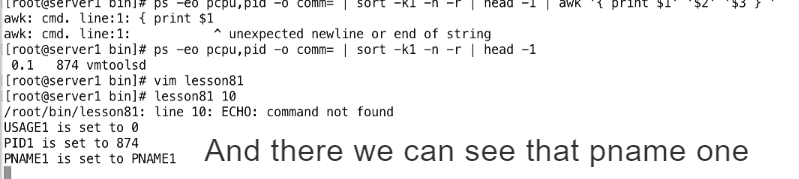 [root@server1 bin]# ps -eo pcpu,pid -o comm= | sort -k1 -n -r | head -1 | awk '{ print $1' '$2' '$3 } '
awk: cmd. line:1: { print $1
awk: cmd. line:1:           ^ unexpected newline or end of string
[root@server1 bin]# ps -eo pcpu,pid -o comm= | sort -k1 -n -r | head -1
 0.1   874 vmtoolsd
[root@server1 bin]# vim lesson81
[root@server1 bin]# lesson81 10
/root/bin/lesson81: line 10: ECHO: command not found
USAGE1 is set to 0
PID1 is set to 874
PNAME1 is set to PNAME1
And there we can see that pname one